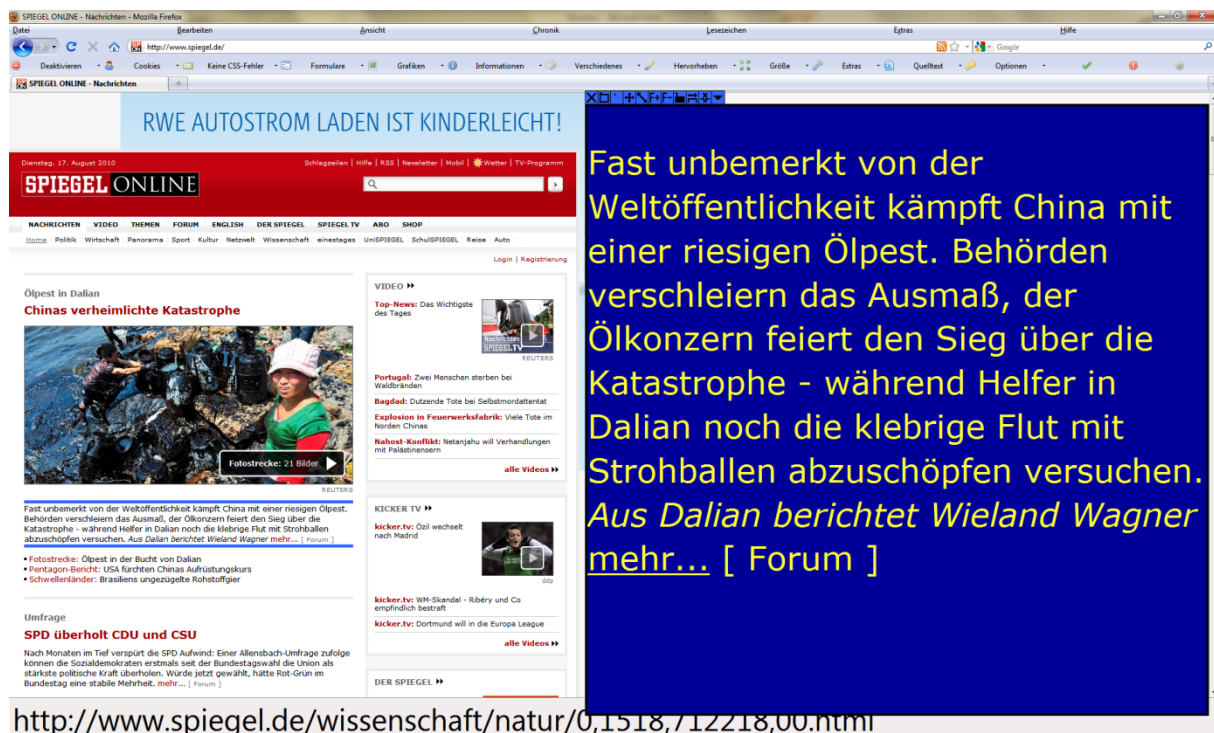 SPIEGEL ONLINE - Nachrichten - Mozilla Firefox
Datei Bearbeiten Ansicht Chronik Lesezeichen Extras Hilfe
http://www.spiegel.de/ Google
Deaktivieren Cookies Keine CSS-Fehler Formulare Grafiken Informationen Verschiedenes Hervorheben Größe Extras Quelltext Optionen
SPIEGEL ONLINE - Nachrichten
RWE AUTOSTROM LADEN IST KINDERLEICHT!
Dienstag, 17. August 2010
Schlagzeilen | Hilfe | RSS | Newsletter | Mobil | Wetter | TV-Programm
SPIEGEL ONLINE
NACHRICHTEN VIDEO THEMEN FORUM ENGLISH DER SPIEGEL SPIEGEL TV ABO SHOP
Home Politik Wirtschaft Panorama Sport Kultur Netzwelt Wissenschaft einestages UniSPIEGEL SchulSPIEGEL Reise Auto
Login | Registrierung
Ölpest in Dalian
Chinas verheimlichte Katastrophe
Fotostrecke: 21 Bilder
REUTERS
Fast unbemerkt von der Weltöffentlichkeit kämpft China mit einer riesigen Ölpest.
Behörden verschleiern das Ausmaß, der Ölkonzern feiert den Sieg über die
Katastrophe - während Helfer in Dalian noch die klebrige Flut mit Strohballen
abzuschöpfen versuchen. Aus Dalian berichtet Wieland Wagner mehr... [ Forum ]
• Fotostrecke: Ölpest in der Bucht von Dalian
• Pentagon-Bericht: USA fürchten Chinas Aufrüstungskurs
• Schwellenländer: Brasiliens ungezügelte Rohstoffgier
Umfrage
SPD überholt CDU und CSU
Nach Monaten im Tief verspürt die SPD Aufwind: Einer Allensbach-Umfrage zufolge
können die Sozialdemokraten erstmals seit der Bundestagswahl die Union als
stärkste politische Kraft überholen. Würde jetzt gewählt, hätte Rot-Grün im
Bundestag eine stabile Mehrheit. mehr... [ Forum ]
VIDEO
Top-News: Das Wichtigste
des Tages
Nachrichten
SPIEGEL TV
REUTERS
Portugal: Zwei Menschen sterben bei
Waldbränden
Bagdad: Dutzende Tote bei Selbstmordattentat
Explosion in Feuerwerksfabrik: Viele Tote im
Norden Chinas
Nahost-Konflikt: Netanjahu will Verhandlungen
mit Palästinensern
alle Videos
KICKER TV
kicker.tv: Özil wechselt
nach Madrid
ddp
kicker.tv: WM-Skandal - Ribéry und Co
empfindlich bestraft
kicker.tv: Dortmund will in die Europa League
alle Videos
DER SPIEGEL
F+ F-
Fast unbemerkt von der
Weltöffentlichkeit kämpft China mit
einer riesigen Ölpest. Behörden
verschleiern das Ausmaß, der
Ölkonzern feiert den Sieg über die
Katastrophe - während Helfer in
Dalian noch die klebrige Flut mit
Strohballen abzuschöpfen versuchen.
Aus Dalian berichtet Wieland Wagner
mehr... [ Forum ]
http://www.spiegel.de/wissenschaft/natur/0,1518,712218,00.html